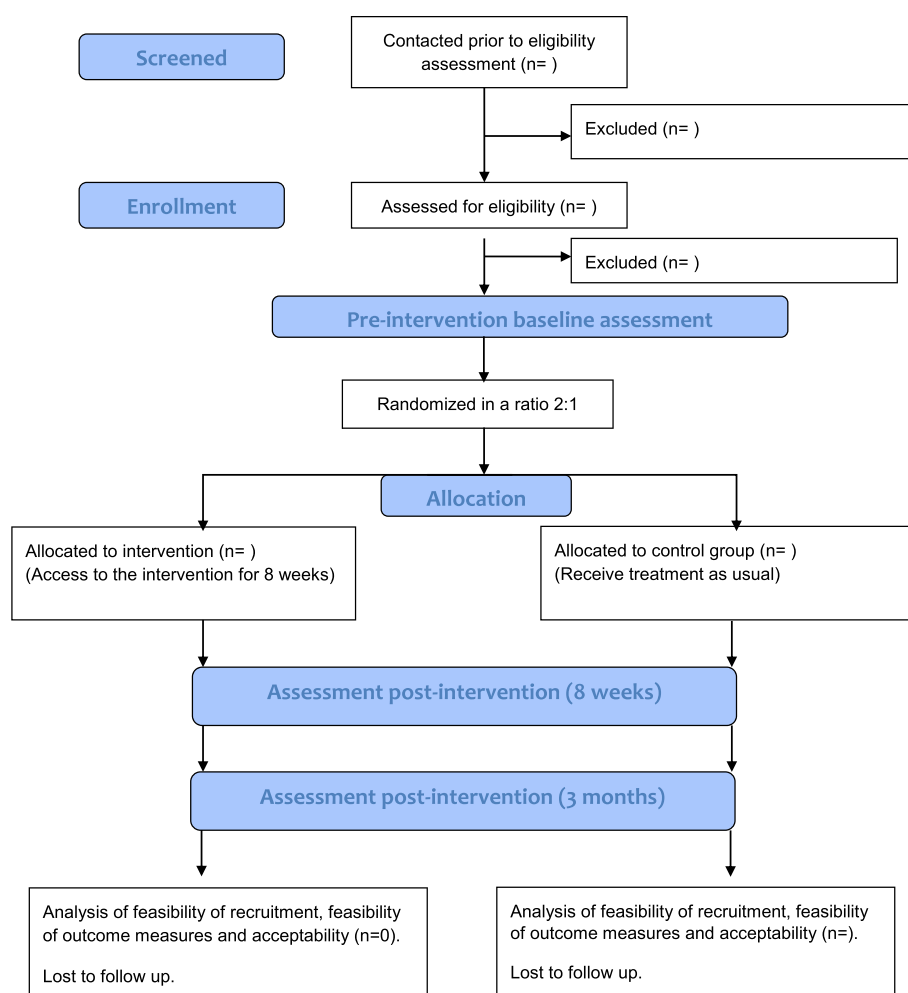 Screened
Contacted prior to eligibility
assessment (n= )
Excluded (n= )
Enrollment
Assessed for eligibility (n= )
Excluded (n= )
Pre-intervention baseline assessment
Randomized in a ratio 2:1
Allocation
Allocated to intervention (n= )
(Access to the intervention for 8 weeks)
Allocated to control group (n= )
(Receive treatment as usual)
Assessment post-intervention (8 weeks)
Assessment post-intervention (3 months)
Analysis of feasibility of recruitment, feasibility
of outcome measures and acceptability (n=0).
Lost to follow up.
Analysis of feasibility of recruitment, feasibility
of outcome measures and acceptability (n=).
Lost to follow up.